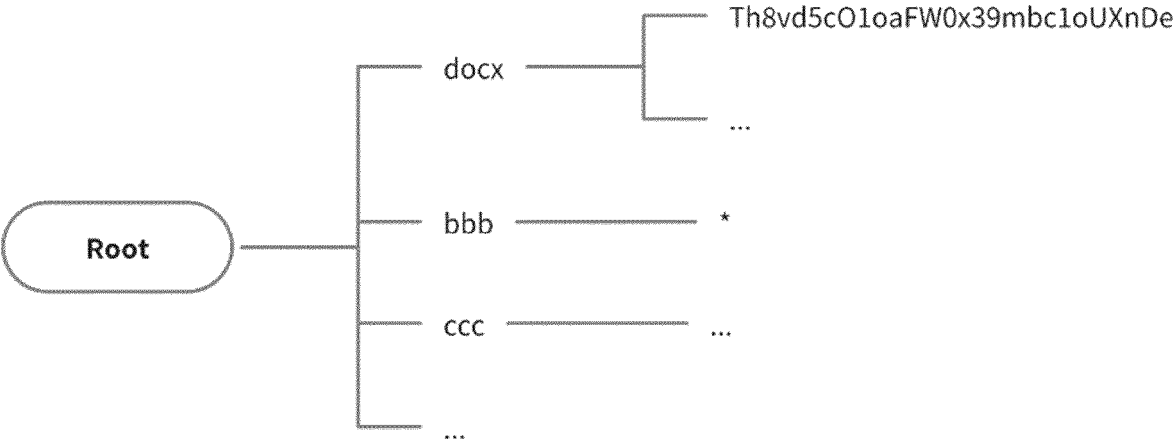 Th8vd5cO1oaFW0x39mbc1oUXnDe
docx
...
bbb
*
Root
ccc
...
...